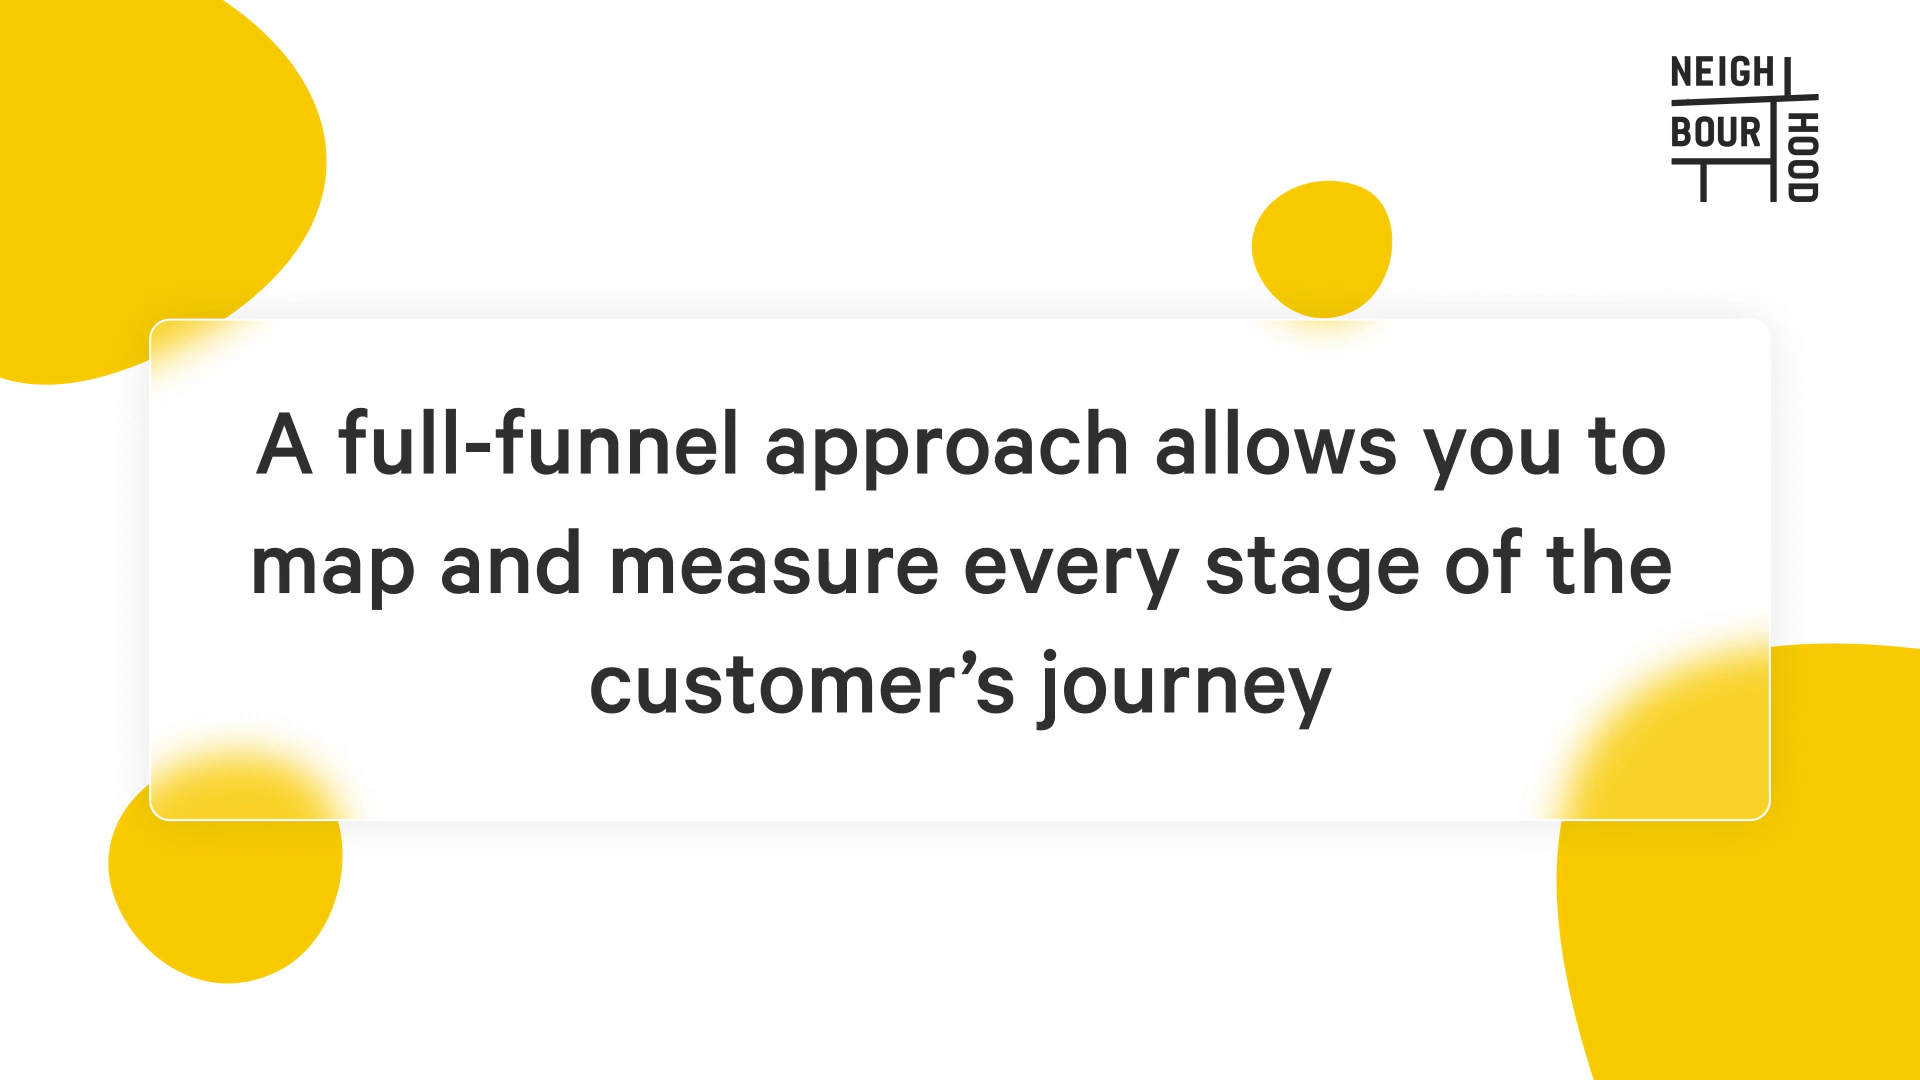 NEIGH
BOUR
HOOD
A full-funnel approach allows you to
map and measure every stage of the
customer’s journey